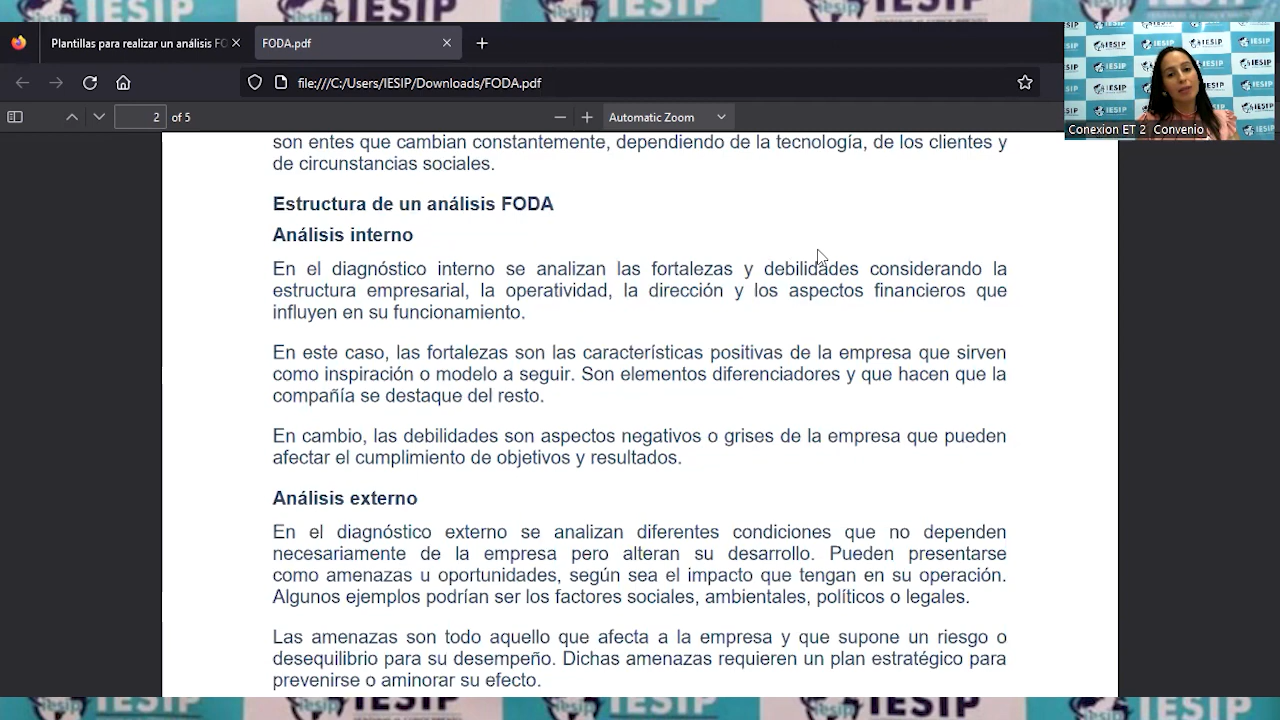 Plantillas para realizar un análisis FO
FODA.pdf
file:///C:/Users/IESIP/Downloads/FODA.pdf
2 of 5
Automatic Zoom
Conexion ET 2 Convenio
son entes que cambian constantemente, dependiendo de la tecnología, de los clientes y
de circunstancias sociales.
Estructura de un análisis FODA
Análisis interno
En el diagnóstico interno se analizan las fortalezas y debilidades considerando la
estructura empresarial, la operatividad, la dirección y los aspectos financieros que
influyen en su funcionamiento.
En este caso, las fortalezas son las características positivas de la empresa que sirven
como inspiración o modelo a seguir. Son elementos diferenciadores y que hacen que la
compañía se destaque del resto.
En cambio, las debilidades son aspectos negativos o grises de la empresa que pueden
afectar el cumplimiento de objetivos y resultados.
Análisis externo
En el diagnóstico externo se analizan diferentes condiciones que no dependen
necesariamente de la empresa pero alteran su desarrollo. Pueden presentarse
como amenazas u oportunidades, según sea el impacto que tengan en su operación.
Algunos ejemplos podrían ser los factores sociales, ambientales, políticos o legales.
Las amenazas son todo aquello que afecta a la empresa y que supone un riesgo o
desequilibrio para su desempeño. Dichas amenazas requieren un plan estratégico para
prevenirse o aminorar su efecto.